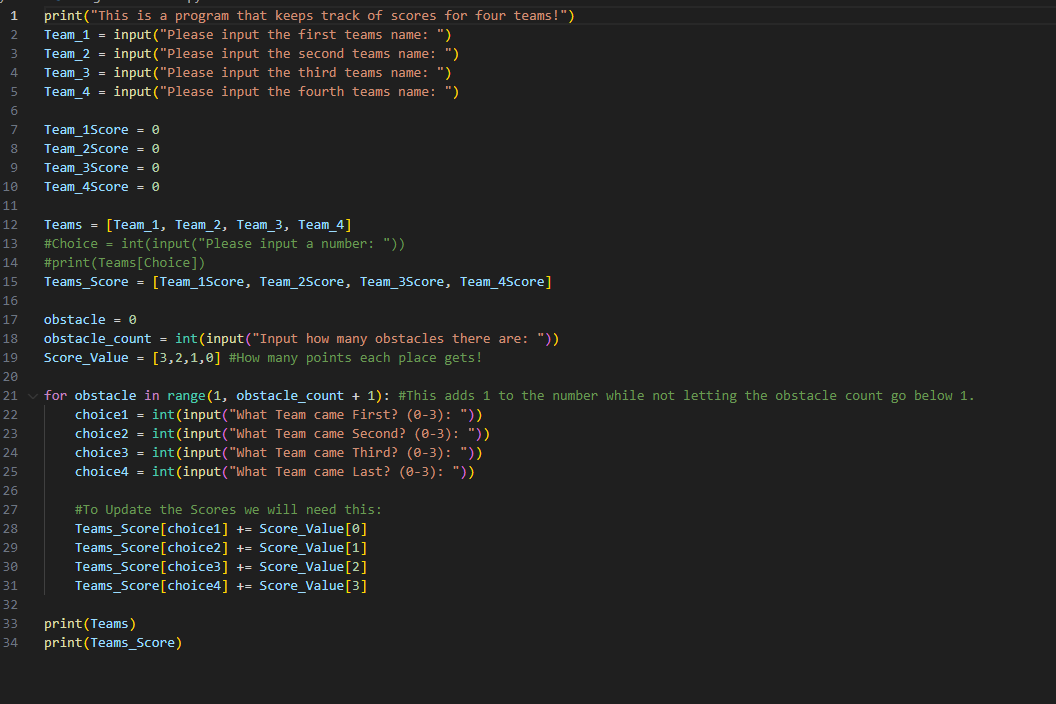 1 print("This is a program that keeps track of scores for four teams!")
2 Team_1 = input("Please input the first teams name: ")
3 Team_2 = input("Please input the second teams name: ")
4 Team_3 = input("Please input the third teams name: ")
5 Team_4 = input("Please input the fourth teams name: ")
6
7 Team_1Score = 0
8 Team_2Score = 0
9 Team_3Score = 0
10 Team_4Score = 0
11
12 Teams = [Team_1, Team_2, Team_3, Team_4]
13 #Choice = int(input("Please input a number: "))
14 #print(Teams[Choice])
15 Teams_Score = [Team_1Score, Team_2Score, Team_3Score, Team_4Score]
16
17 obstacle = 0
18 obstacle_count = int(input("Input how many obstacles there are: "))
19 Score_Value = [3,2,1,0] #How many points each place gets!
20
21 for obstacle in range(1, obstacle_count + 1): #This adds 1 to the number while not letting the obstacle count go below 1.
22     choice1 = int(input("What Team came First? (0-3): "))
23     choice2 = int(input("What Team came Second? (0-3): "))
24     choice3 = int(input("What Team came Third? (0-3): "))
25     choice4 = int(input("What Team came Last? (0-3): "))
26
27     #To Update the Scores we will need this:
28     Teams_Score[choice1] += Score_Value[0]
29     Teams_Score[choice2] += Score_Value[1]
30     Teams_Score[choice3] += Score_Value[2]
31     Teams_Score[choice4] += Score_Value[3]
32
33 print(Teams)
34 print(Teams_Score)